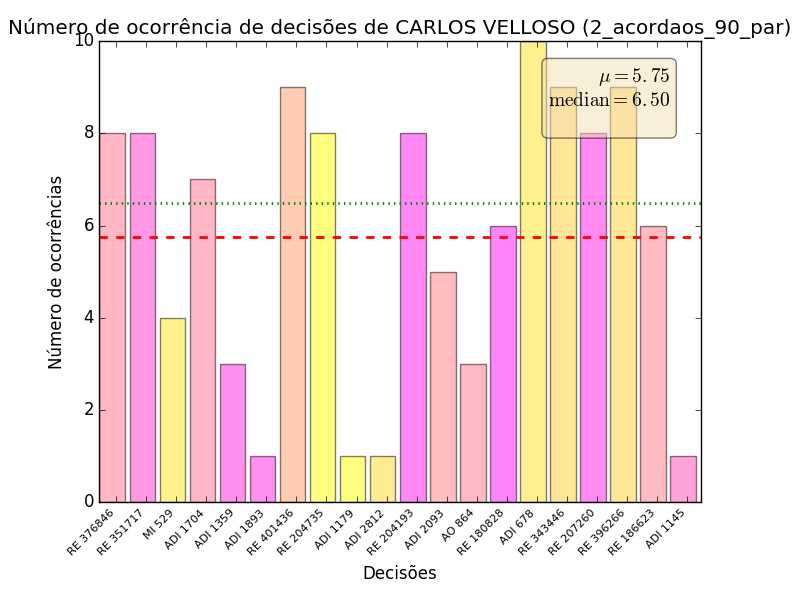 Número de ocorrência de decisões de CARLOS VELLOSO (2_acordaos_90_par)
10
8
6
4
2
0
Número de ocorrências
μ = 5.75
median = 6.50
RE 376846
RE 351717
MI 529
ADI 1704
ADI 1359
ADI 1893
RE 401436
RE 204735
ADI 1179
ADI 2812
RE 204193
ADI 2093
AO 864
RE 180828
ADI 678
RE 343446
RE 207260
RE 396266
RE 186623
ADI 1145
Decisões